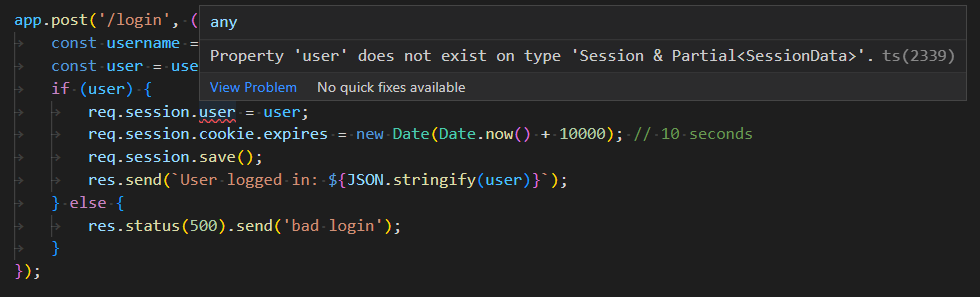 app.post('/login', (
any
const username =
Property 'user' does not exist on type 'Session & Partial<SessionData>'. ts(2339)
const user = use
View Problem No quick fixes available
if (user) {
req.session.user = user;
req.session.cookie.expires = new Date(Date.now() + 10000); // 10 seconds
req.session.save();
res.send(`User logged in: ${JSON.stringify(user)}`);
} else {
res.status(500).send('bad login');
}
});